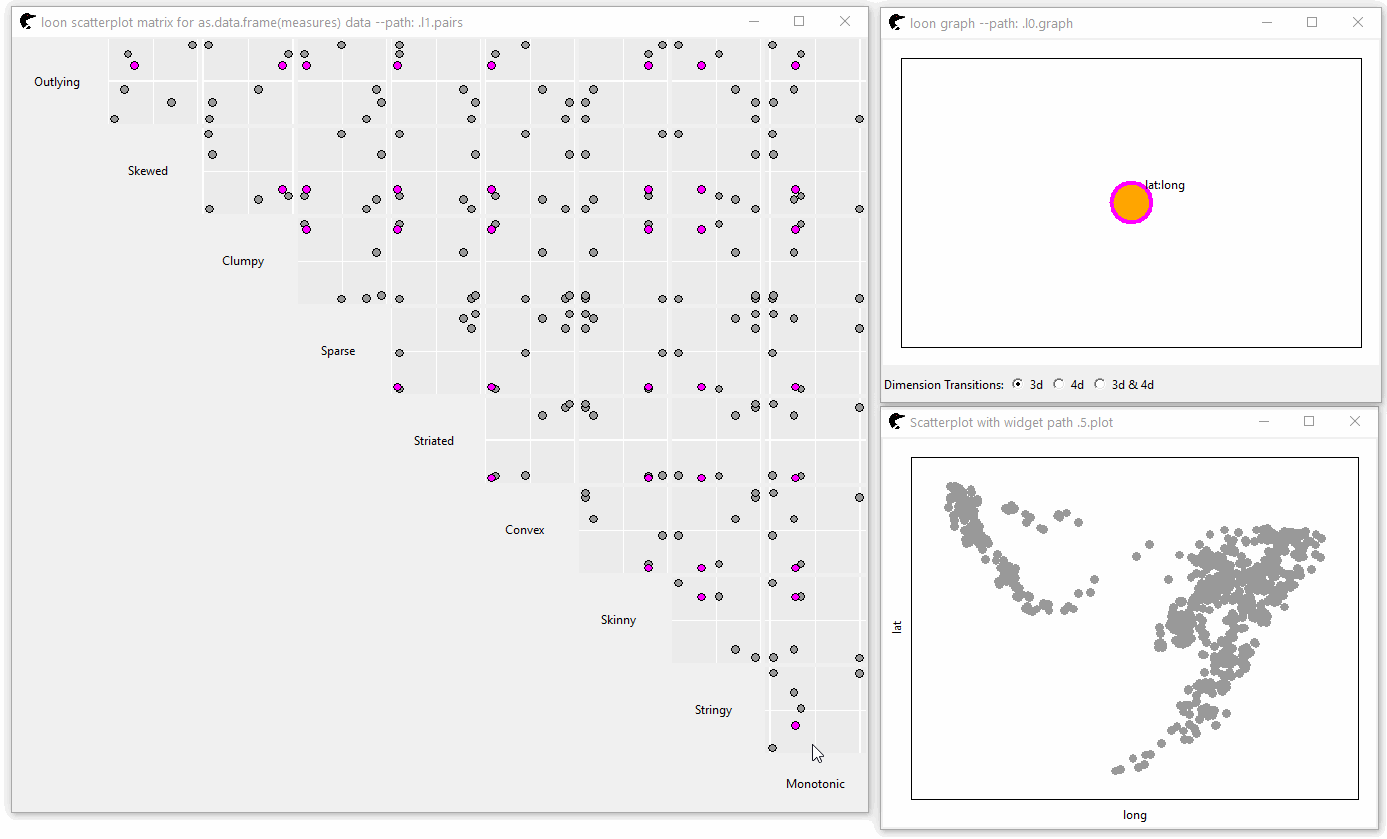 loon scatterplot matrix for as.data.frame(measures) data --path: .l1.pairs
Outlying
Skewed
Clumpy
Sparse
Striated
Convex
Skinny
Stringy
Monotonic
loon graph --path: .l0.graph
lat:long
Dimension Transitions: 3d 4d 3d & 4d
Scatterplot with widget path .5.plot
lat
long